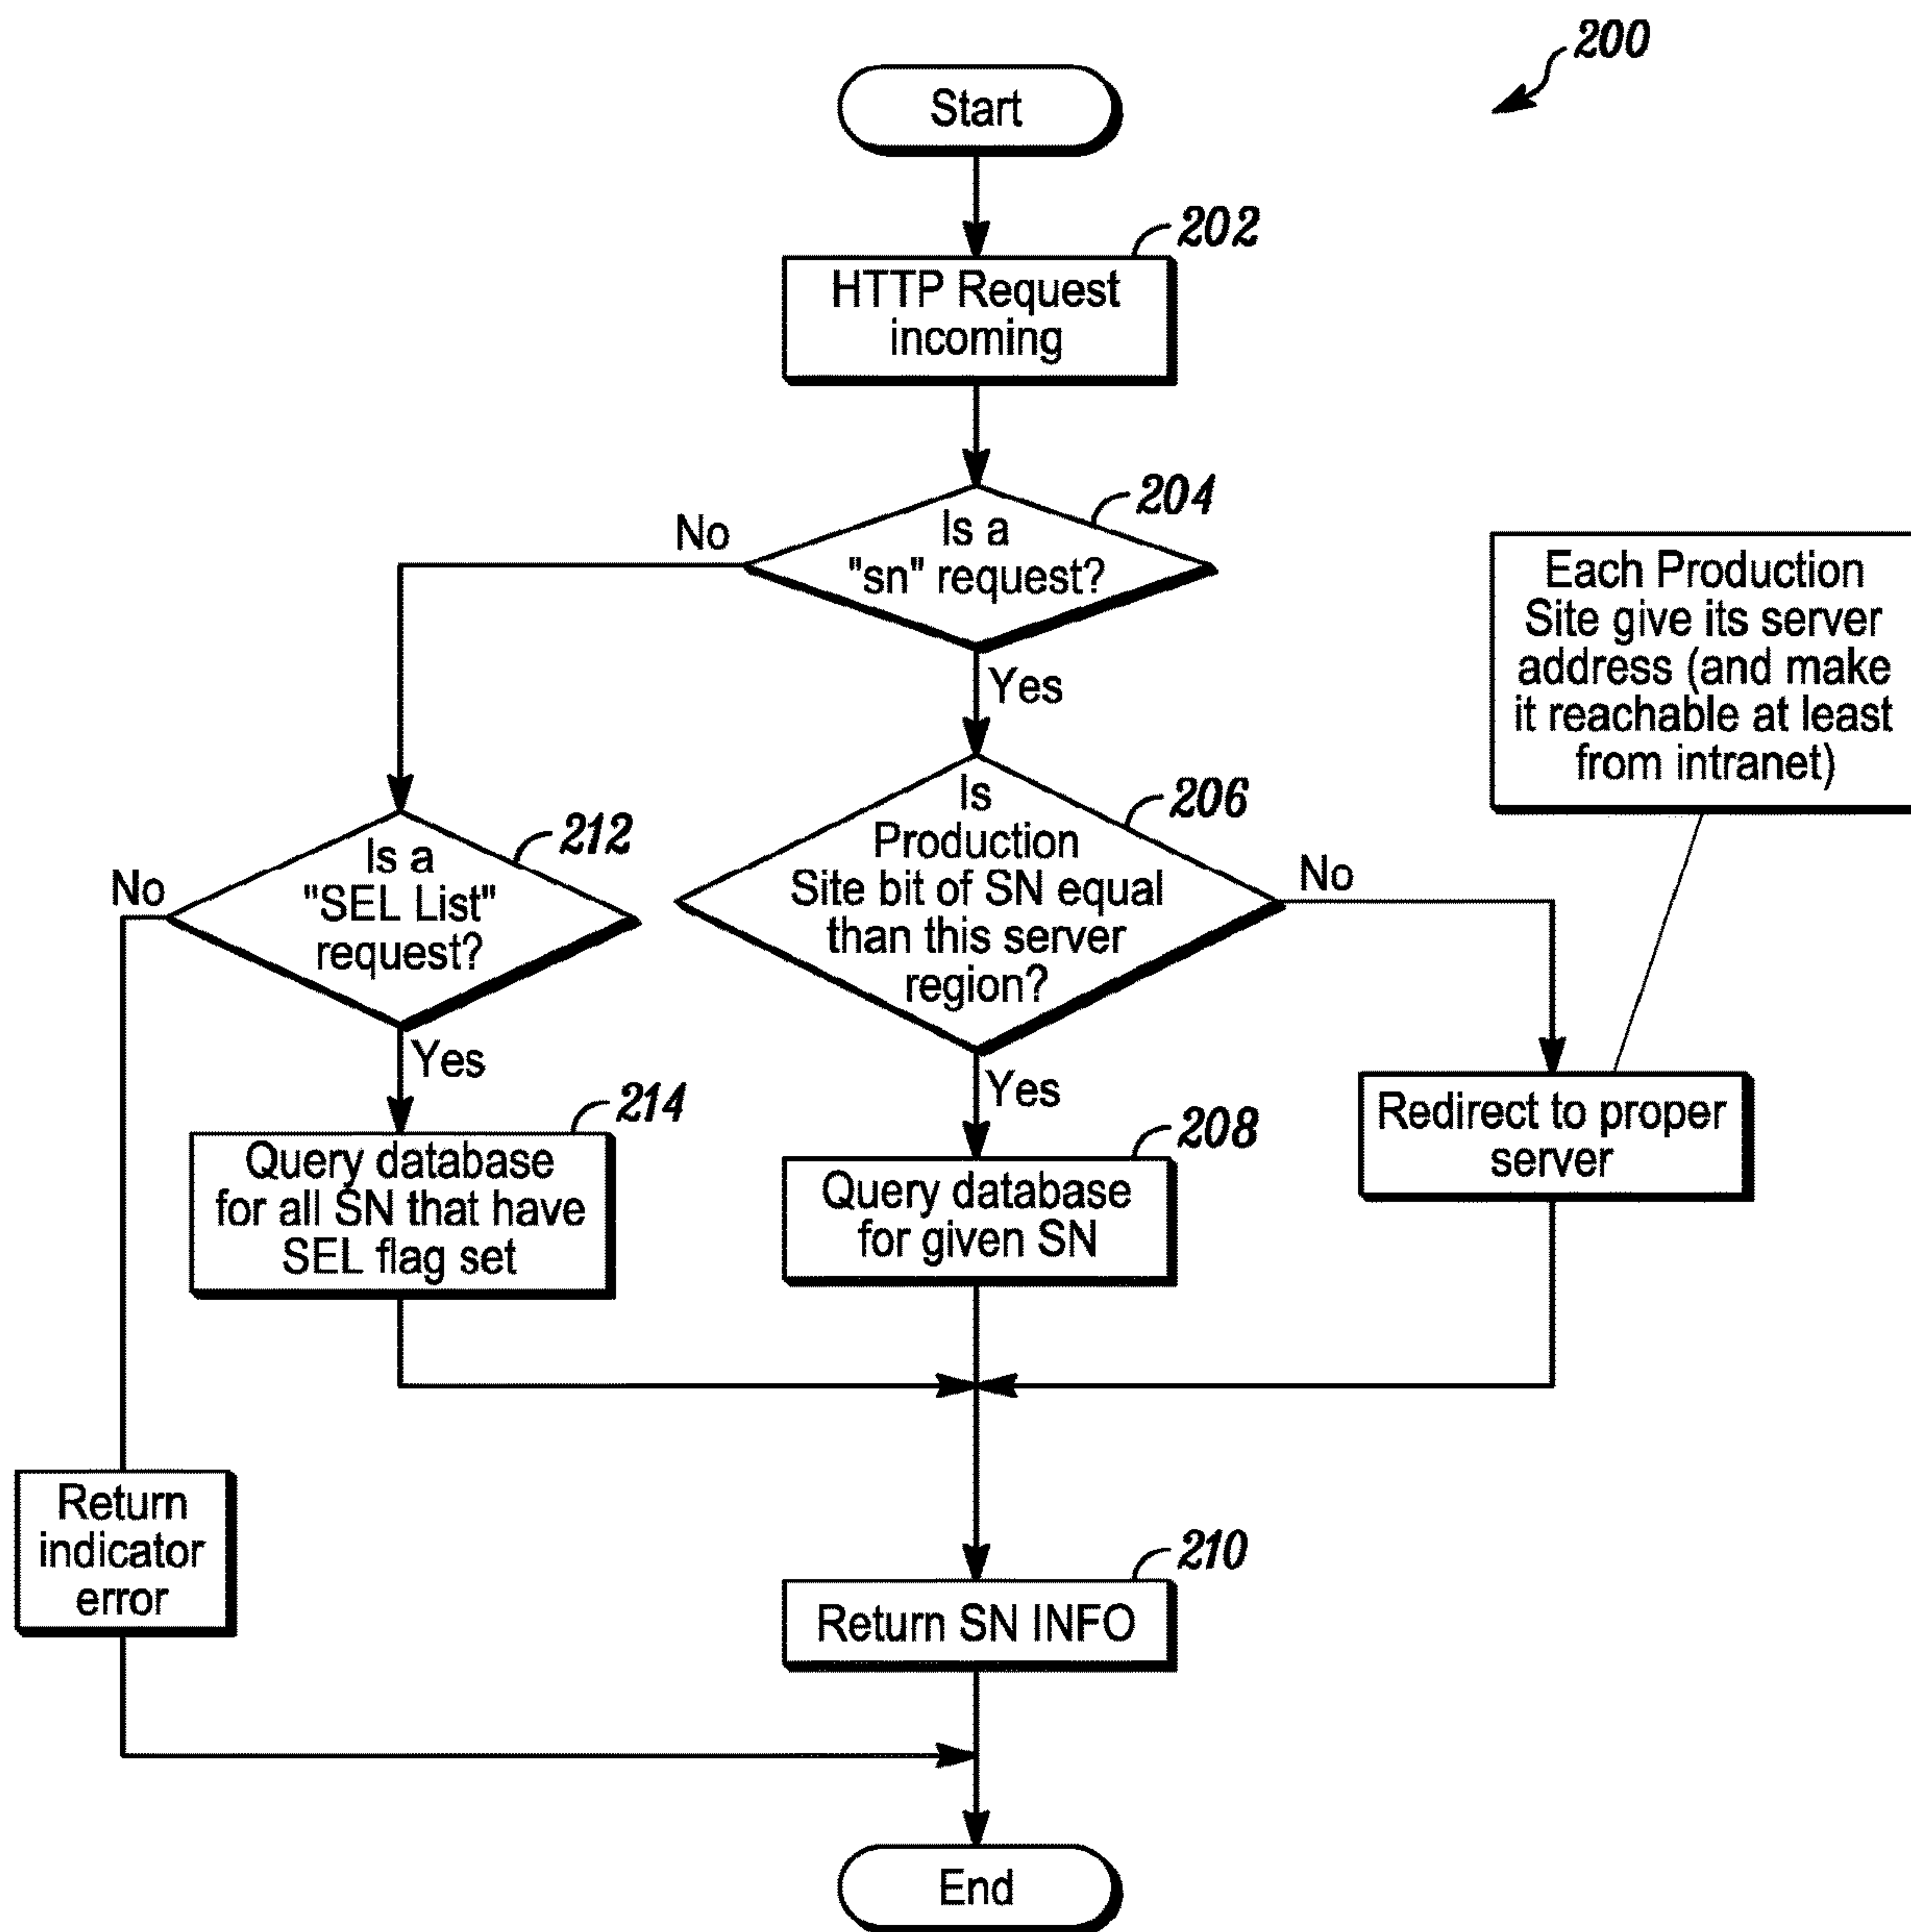 200
Start
202
HTTP Request
incoming
204
Is a
"sn" request?
No
Yes
Each Production
Site give its server
address (and make
it reachable at least
from intranet)
206
Is
Production
Site bit of SN equal
than this server
region?
No
Yes
212
Is a
"SEL List"
request?
No
Yes
214
Query database
for all SN that have
SEL flag set
208
Query database
for given SN
Redirect to proper
server
Return
indicator
error
210
Return SN INFO
End